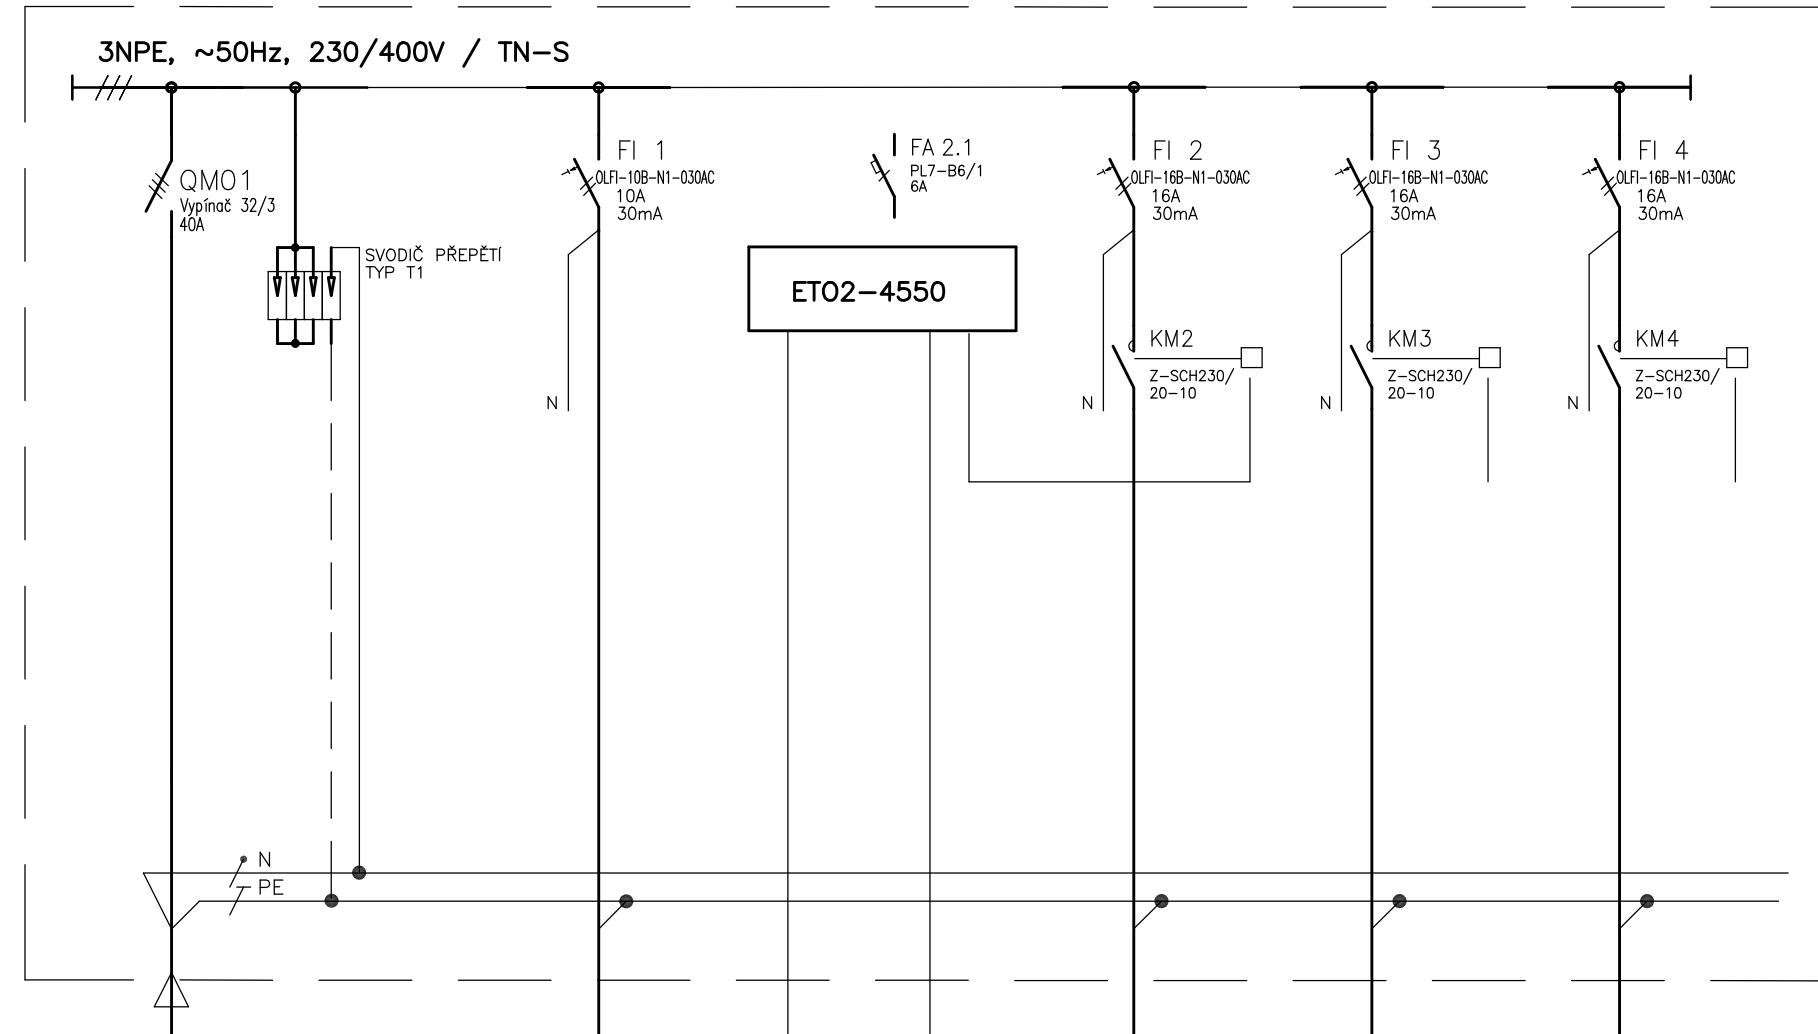 3NPE, ~50Hz, 230/400V / TN-S
QM01
Vypínač 32/3
40A
SVODIČ PŘEPĚTÍ
TYP T1
FI 1
OLFI-10B-N1-030AC
10A
30mA
N
FA 2.1
PL7-B6/1
6A
ETO2-4550
FI 2
OLFI-16B-N1-030AC
16A
30mA
KM2
Z-SCH230/
20-10
N
FI 3
OLFI-16B-N1-030AC
16A
30mA
KM3
Z-SCH230/
20-10
N
FI 4
OLFI-16B-N1-030AC
16A
30mA
KM4
Z-SCH230/
20-10
N
N
PE